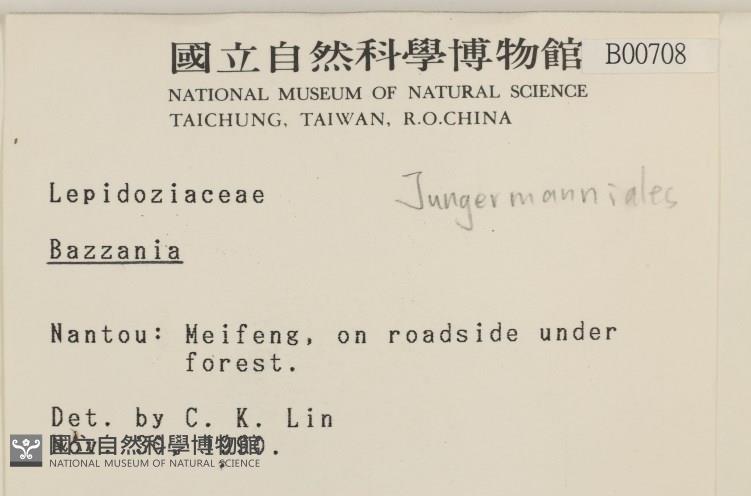 國立自然科學博物館 B00708
NATIONAL MUSEUM OF NATURAL SCIENCE
TAICHUNG, TAIWAN, R.O.CHINA
Lepidoziaceae Jungermanniales
Bazzania
Nantou: Meifeng, on roadside under
forest.
Det. by C. K. Lin
國立自然科學博物館
NATIONAL MUSEUM OF NATURAL SCIENCE